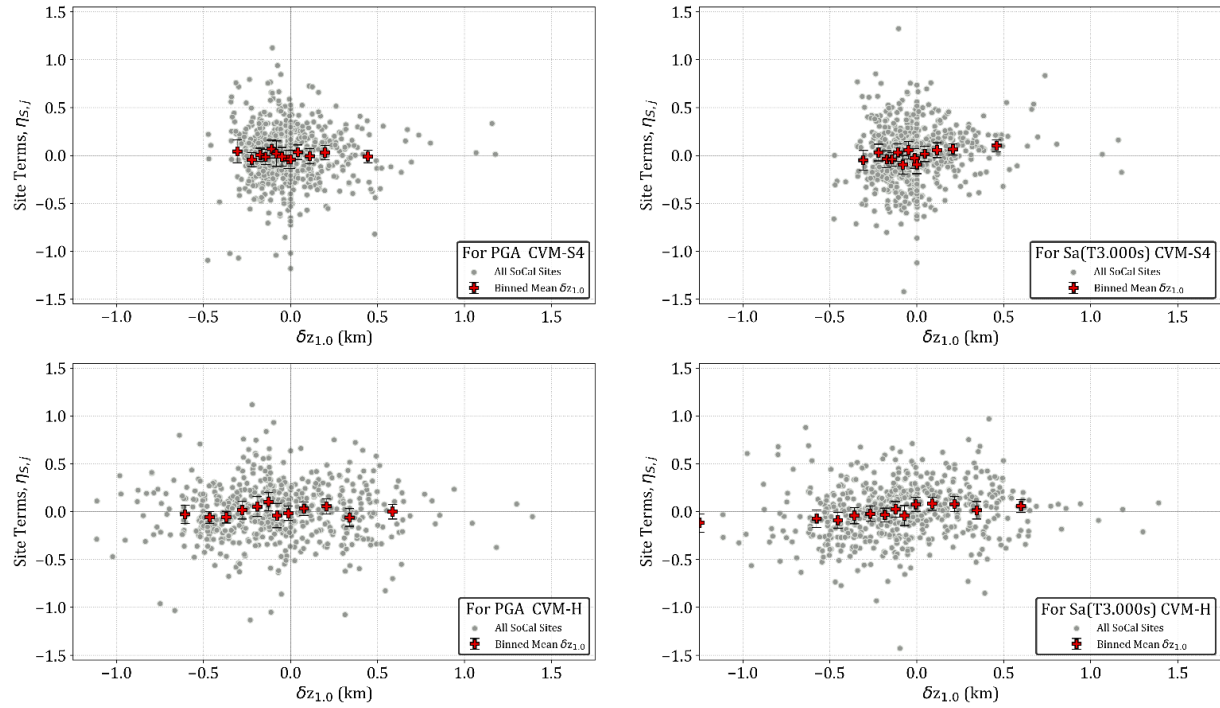 1.5
1.0
0.5
0.0
−0.5
−1.0
−1.5
Site Terms, ηS,j
For PGA CVM-S4
All SoCal Sites
Binned Mean δz1.0
−1.0 −0.5 0.0 0.5 1.0 1.5
δz1.0 (km)
1.5
1.0
0.5
0.0
−0.5
−1.0
−1.5
Site Terms, ηS,j
For Sa(T3.000s) CVM-S4
All SoCal Sites
Binned Mean δz1.0
−1.0 −0.5 0.0 0.5 1.0 1.5
δz1.0 (km)
1.5
1.0
0.5
0.0
−0.5
−1.0
−1.5
Site Terms, ηS,j
For PGA CVM-H
All SoCal Sites
Binned Mean δz1.0
−1.0 −0.5 0.0 0.5 1.0 1.5
δz1.0 (km)
1.5
1.0
0.5
0.0
−0.5
−1.0
−1.5
Site Terms, ηS,j
For Sa(T3.000s) CVM-H
All SoCal Sites
Binned Mean δz1.0
−1.0 −0.5 0.0 0.5 1.0 1.5
δz1.0 (km)